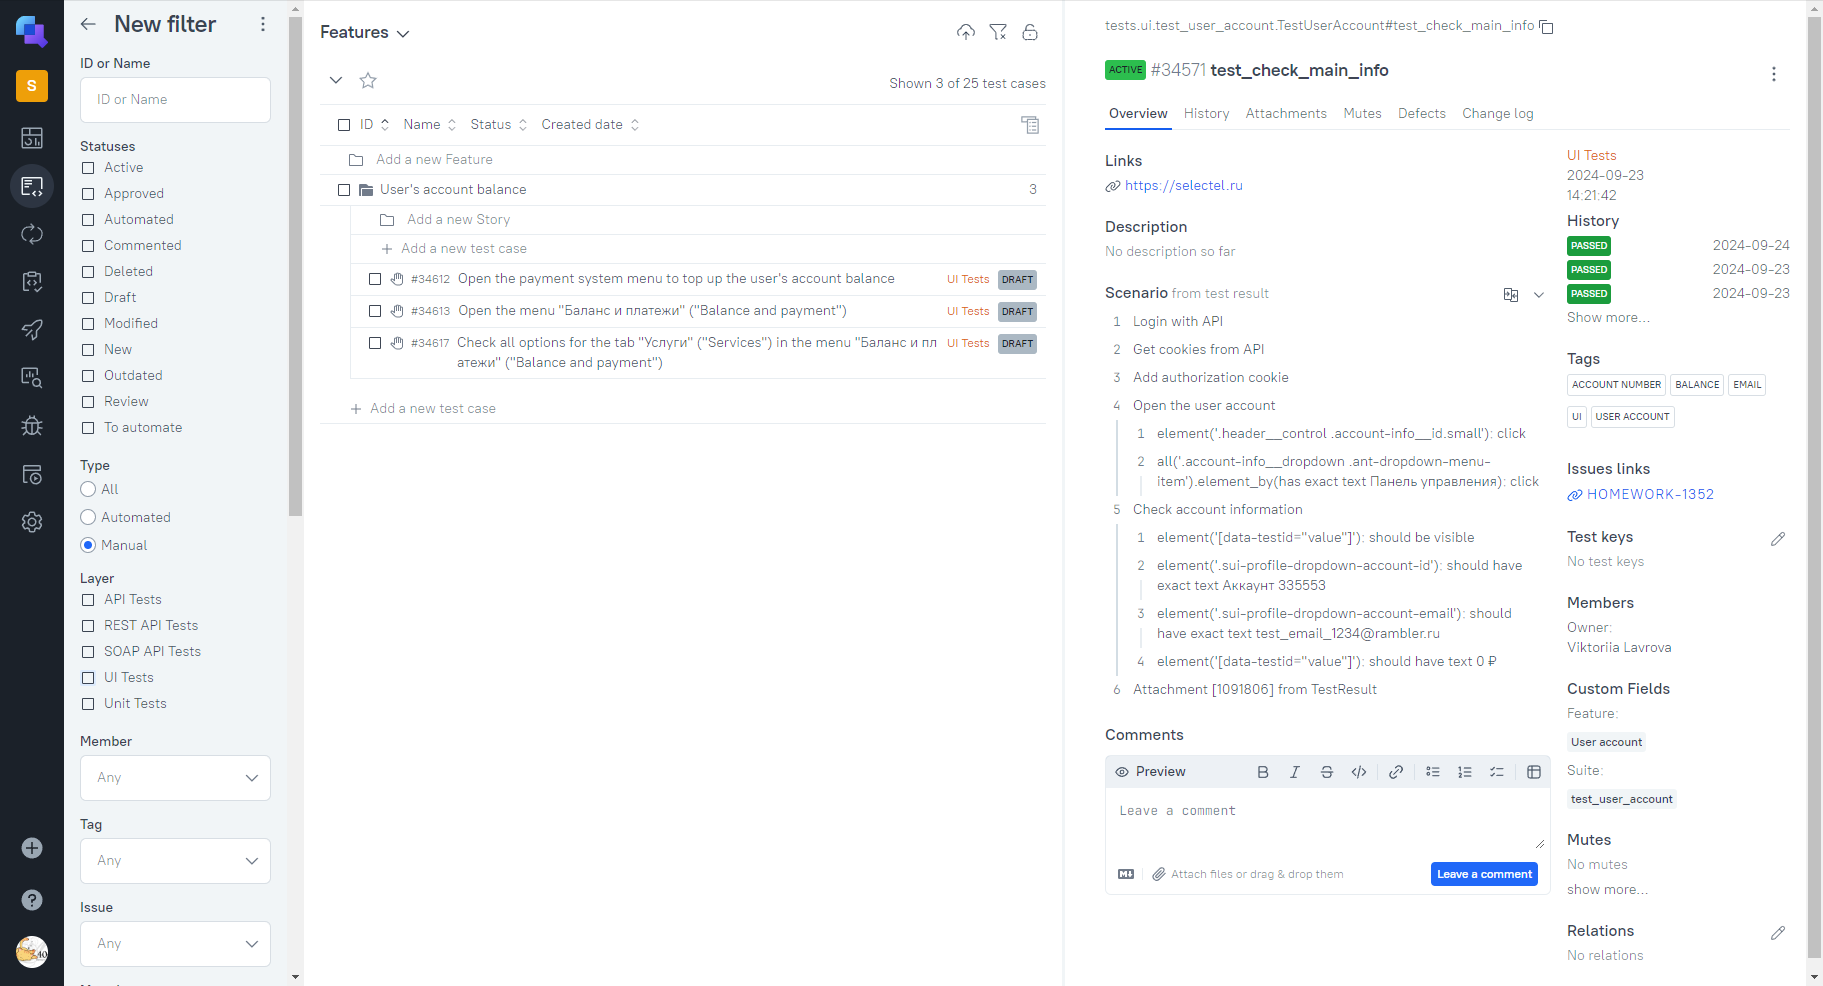 S
New filter
ID or Name
ID or Name
Statuses
Active
Approved
Automated
Commented
Deleted
Draft
Modified
New
Outdated
Review
To automate
Type
All
Automated
Manual
Layer
API Tests
REST API Tests
SOAP API Tests
UI Tests
Unit Tests
Member
Any
Tag
Any
Issue
Any
Features
Shown 3 of 25 test cases
ID Name Status Created date
Add a new Feature
User's account balance 3
Add a new Story
Add a new test case
#34612 Open the payment system menu to top up the user's account balance UI Tests DRAFT
#34613 Open the menu "Баланс и платежи" ("Balance and payment") UI Tests DRAFT
#34617 Check all options for the tab "Услуги" ("Services") in the menu "Баланс и пл UI Tests DRAFT
атежи" ("Balance and payment")
Add a new test case
tests.ui.test_user_account.TestUserAccount#test_check_main_info
ACTIVE #34571 test_check_main_info
Overview History Attachments Mutes Defects Change log
Links
https://selectel.ru
Description
No description so far
Scenario from test result
1 Login with API
2 Get cookies from API
3 Add authorization cookie
4 Open the user account
1 element('.header__control .account-info__id.small'): click
2 all('.account-info__dropdown .ant-dropdown-menu-
item').element_by(has exact text Панель управления): click
5 Check account information
1 element('[data-testid="value"]'): should be visible
2 element('.sui-profile-dropdown-account-id'): should have
exact text Аккаунт 335553
3 element('.sui-profile-dropdown-account-email'): should
have exact text test_email_1234@rambler.ru
4 element('[data-testid="value"]'): should have text 0 ₽
6 Attachment [1091806] from TestResult
Comments
Preview
Leave a comment
Attach files or drag & drop them
Leave a comment
UI Tests
2024-09-23
14:21:42
History
PASSED 2024-09-24
PASSED 2024-09-23
PASSED 2024-09-23
Show more...
Tags
ACCOUNT NUMBER BALANCE EMAIL
UI USER ACCOUNT
Issues links
HOMEWORK-1352
Test keys
No test keys
Members
Owner:
Viktoriia Lavrova
Custom Fields
Feature:
User account
Suite:
test_user_account
Mutes
No mutes
show more...
Relations
No relations